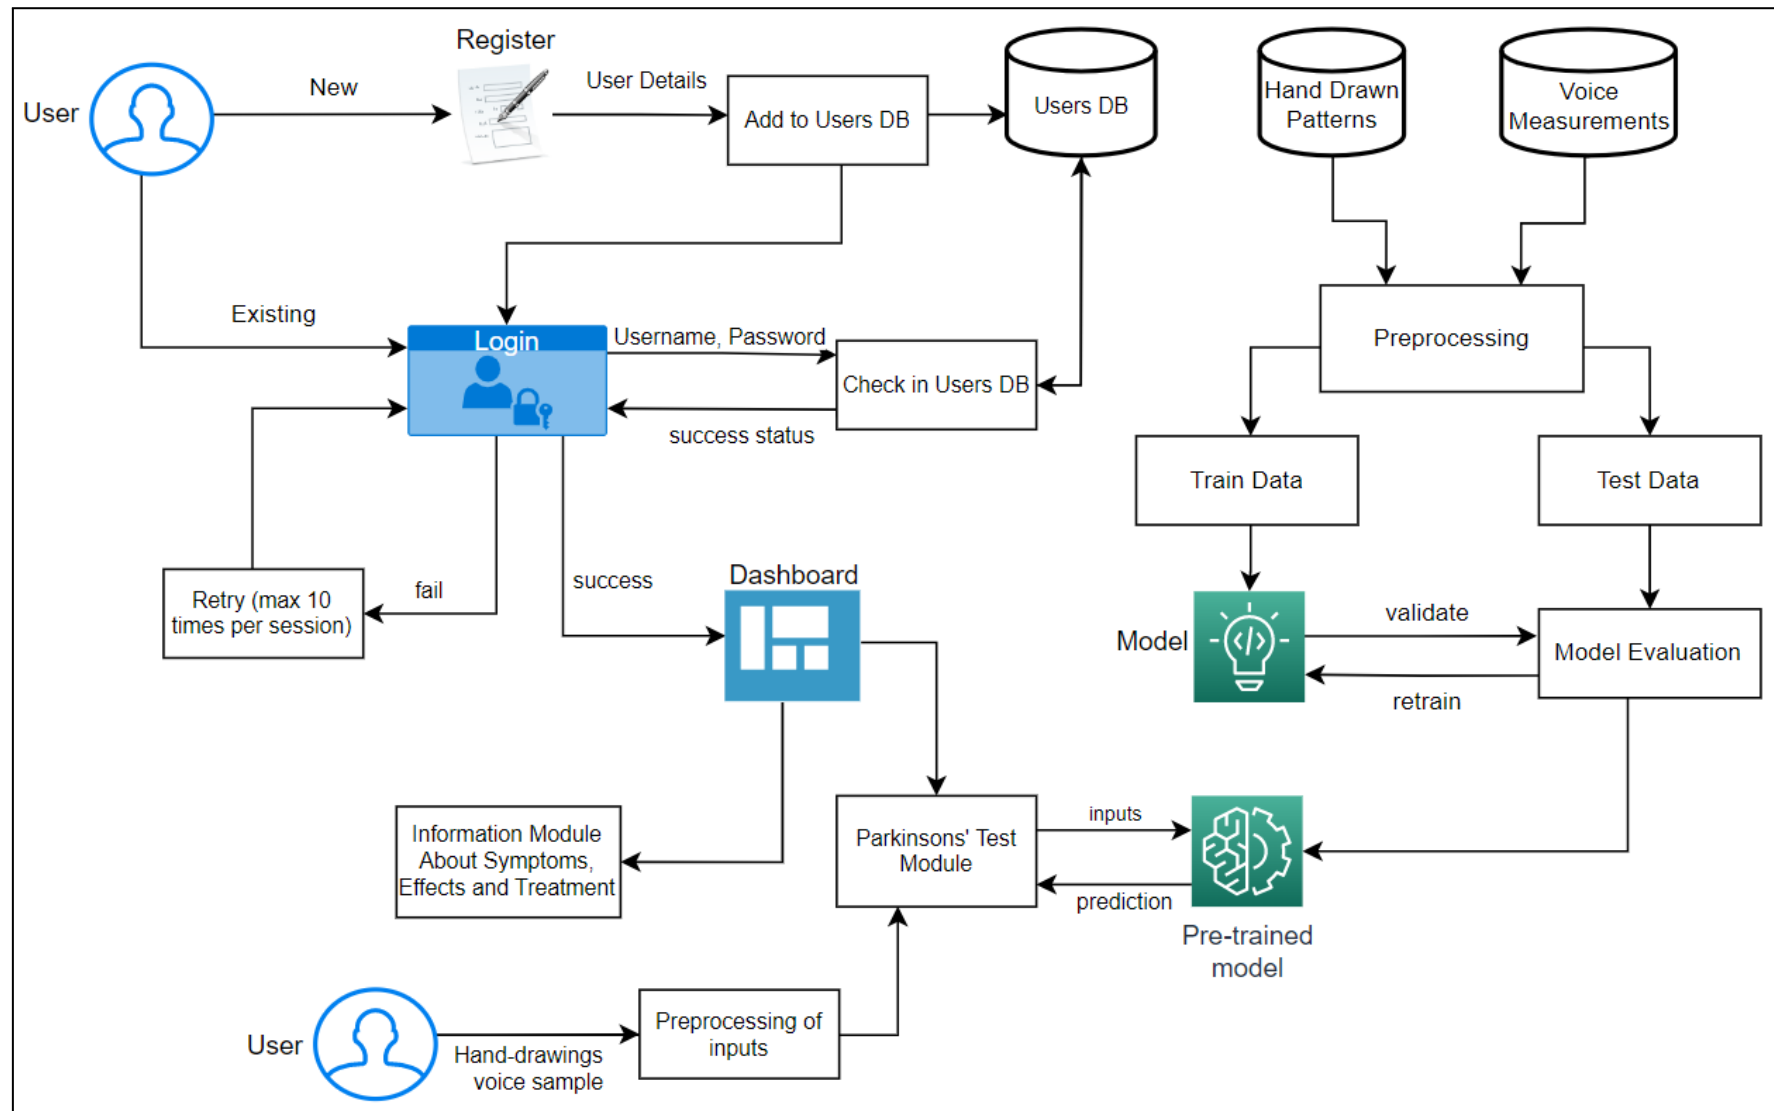 Register
User
New
User Details
Add to Users DB
Users DB
Hand Drawn
Patterns
Voice
Measurements
Existing
Login
Username, Password
Check in Users DB
success status
Preprocessing
Train Data
Test Data
Retry (max 10
times per session)
fail
success
Dashboard
Model
validate
retrain
Model Evaluation
Information Module
About Symptoms,
Effects and Treatment
Parkinsons' Test
Module
inputs
prediction
Pre-trained
model
User
Hand-drawings
voice sample
Preprocessing of
inputs